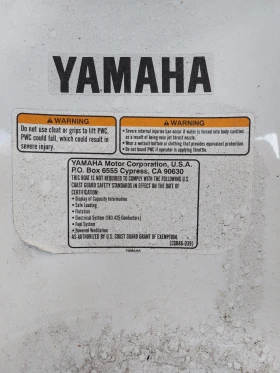 YAMAHA
WARNING
Do not use cleat or grips to lift PWC.
PWC could fall, which could result in
severe injury.
WARNING
• Severe internal injuries can occur if water is forced into body cavities
as a result of being near jet thrust nozzle.
• Wear a wetsuit bottom or clothing that provides equivalent protection.
• Do not board PWC if operator is applying throttle.
YAMAHA Motor Corporation, U.S.A.
P.O. Box 6555 Cypress, CA 90630
THIS BOAT IS NOT REQUIRED TO COMPLY WITH THE FOLLOWING U.S.
COAST GUARD SAFETY STANDARDS IN EFFECT ON THE DATE OF
CERTIFICATION:
• Display of Capacity Information
• Safe Loading
• Flotation
• Electrical System (183.425 Conductors)
• Fuel System
• Powered Ventilation
AS AUTHORIZED BY U.S. COAST GUARD GRANT OF EXEMPTION.
YAMAHA